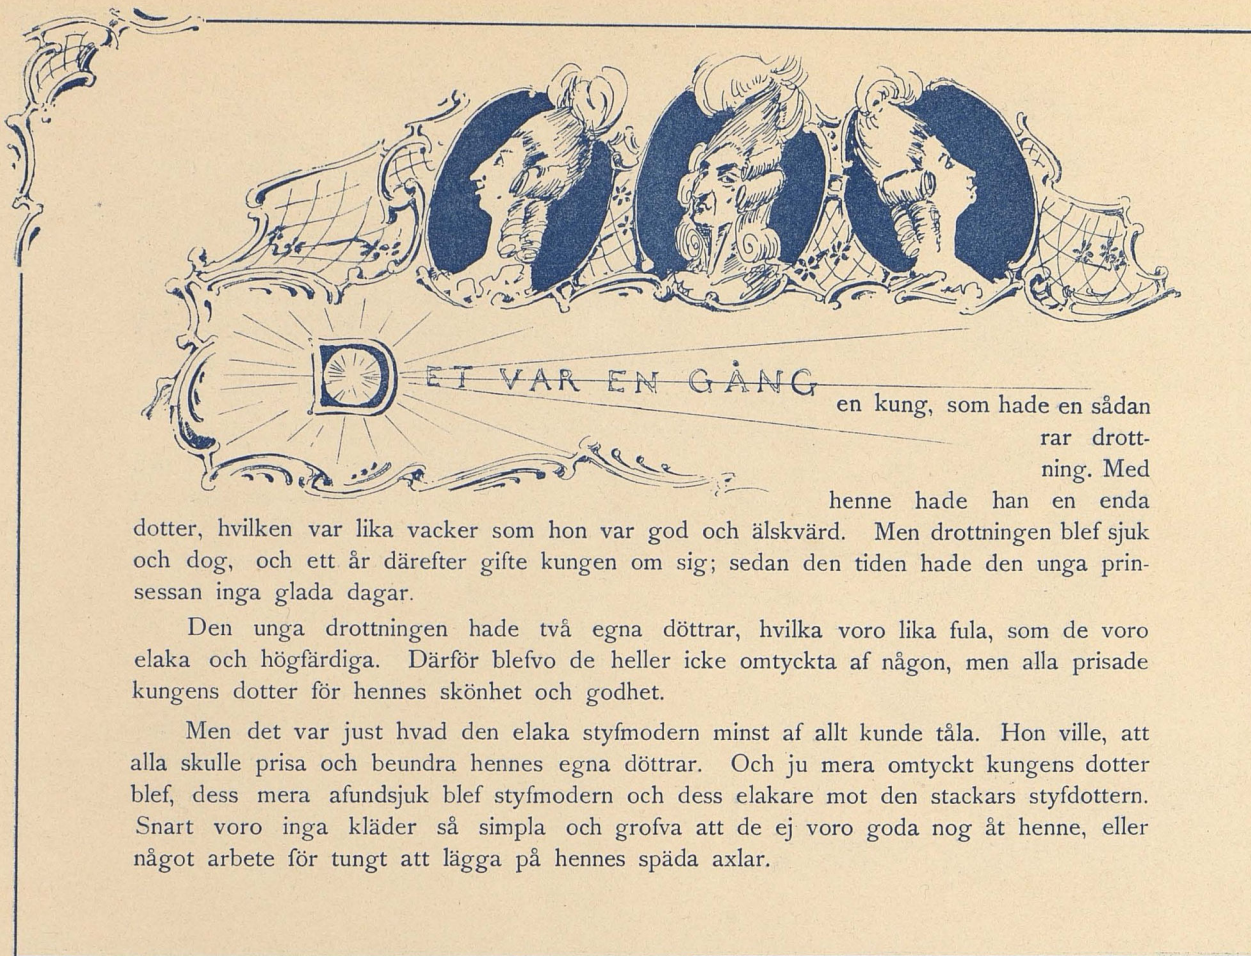 DET VAR EN GÅNG
en kung, som hade en sådan
rar drott-
ning. Med
henne hade han en enda
dotter, hvilken var lika vacker som hon var god och älskvärd. Men drottningen blef sjuk
och dog, och ett år därefter gifte kungen om sig; sedan den tiden hade den unga prin-
sessan inga glada dagar.
Den unga drottningen hade två egna döttrar, hvilka voro lika fula, som de voro
elaka och högfärdiga. Därför blefvo de heller icke omtyckta af någon, men alla prisade
kungens dotter för hennes skönhet och godhet.
Men det var just hvad den elaka styfmodern minst af allt kunde tåla. Hon ville, att
alla skulle prisa och beundra hennes egna döttrar. Och ju mera omtyckt kungens dotter
blef, dess mera afundsjuk blef styfmodern och dess elakare mot den stackars styfdottern.
Snart voro inga kläder så simpla och grofva att de ej voro goda nog åt henne, eller
något arbete för tungt att lägga på hennes späda axlar.